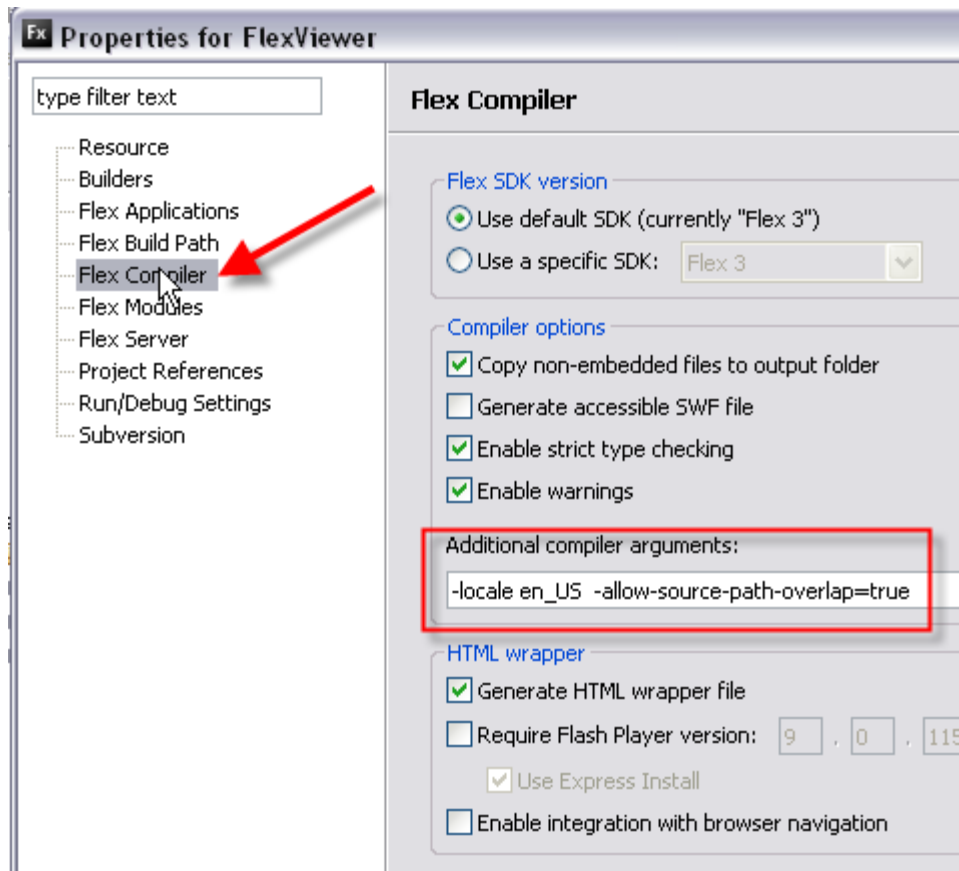 Fx Properties for FlexViewer
type filter text
Resource
Builders
Flex Applications
Flex Build Path
Flex Compiler
Flex Modules
Flex Server
Project References
Run/Debug Settings
Subversion
Flex Compiler
Flex SDK version
Use default SDK (currently "Flex 3")
Use a specific SDK: Flex 3
Compiler options
Copy non-embedded files to output folder
Generate accessible SWF file
Enable strict type checking
Enable warnings
Additional compiler arguments:
-locale en_US -allow-source-path-overlap=true
HTML wrapper
Generate HTML wrapper file
Require Flash Player version: 9 . 0 . 115
Use Express Install
Enable integration with browser navigation